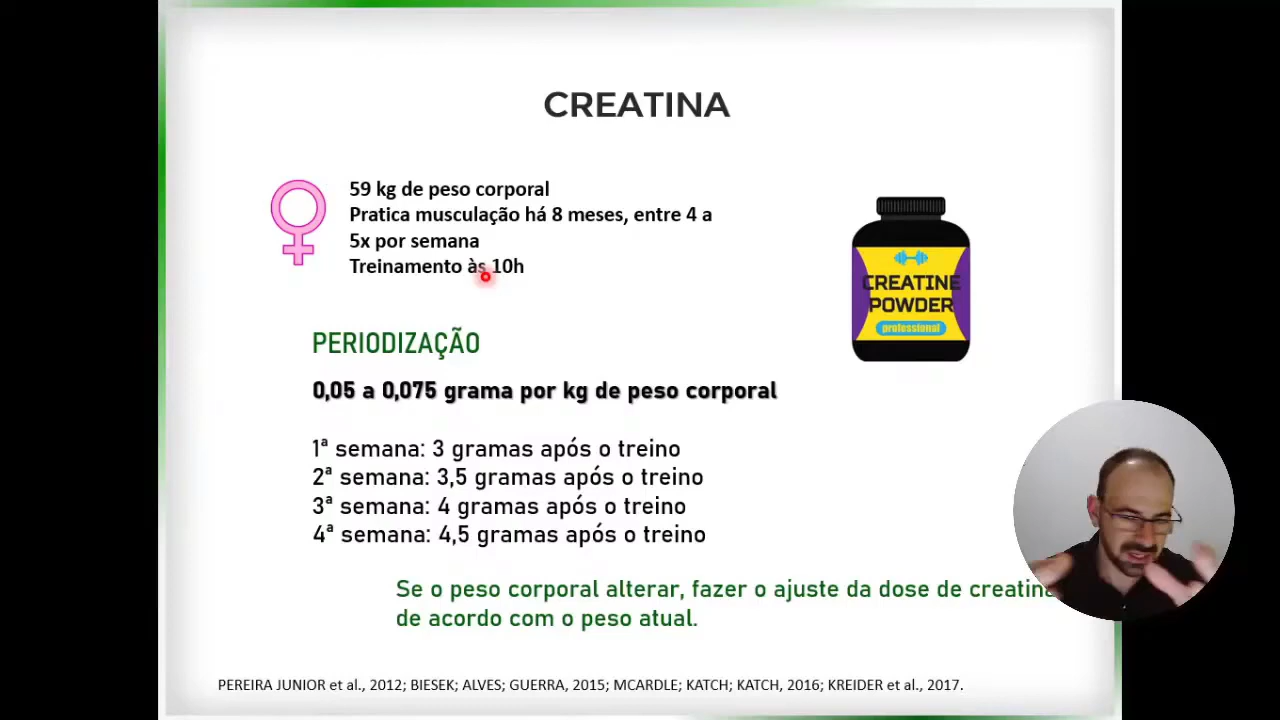 CREATINA
59 kg de peso corporal
Pratica musculação há 8 meses, entre 4 a
5x por semana
Treinamento às 10h
CREATINE
POWDER
professional
PERIODIZAÇÃO
0,05 a 0,075 grama por kg de peso corporal
1ª semana: 3 gramas após o treino
2ª semana: 3,5 gramas após o treino
3ª semana: 4 gramas após o treino
4ª semana: 4,5 gramas após o treino
Se o peso corporal alterar, fazer o ajuste da dose de creatina
de acordo com o peso atual.
PEREIRA JUNIOR et al., 2012; BIESEK; ALVES; GUERRA, 2015; MCARDLE; KATCH; KATCH, 2016; KREIDER et al., 2017.